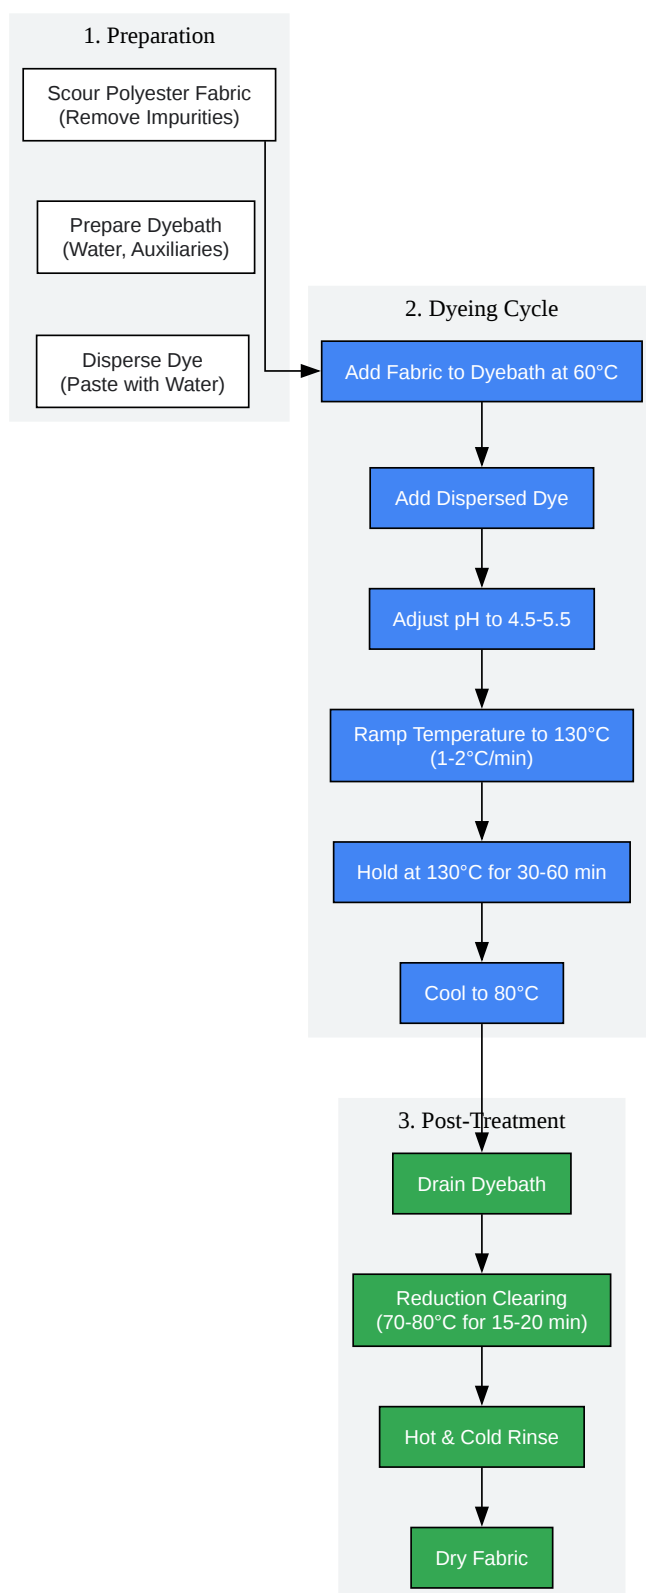 1. Preparation
Scour Polyester Fabric
(Remove Impurities)
Prepare Dyebath
(Water, Auxiliaries)
Disperse Dye
(Paste with Water)
2. Dyeing Cycle
Add Fabric to Dyebath at 60°C
Add Dispersed Dye
Adjust pH to 4.5-5.5
Ramp Temperature to 130°C
(1-2°C/min)
Hold at 130°C for 30-60 min
Cool to 80°C
3. Post-Treatment
Drain Dyebath
Reduction Clearing
(70-80°C for 15-20 min)
Hot & Cold Rinse
Dry Fabric